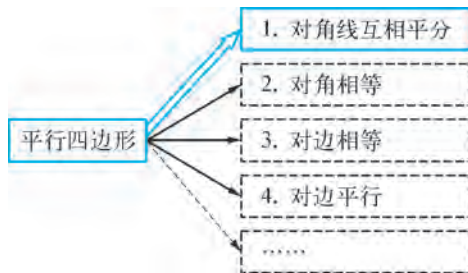 1. 对角线互相平分
2. 对角相等
平行四边形
3. 对边相等
4. 对边平行
……